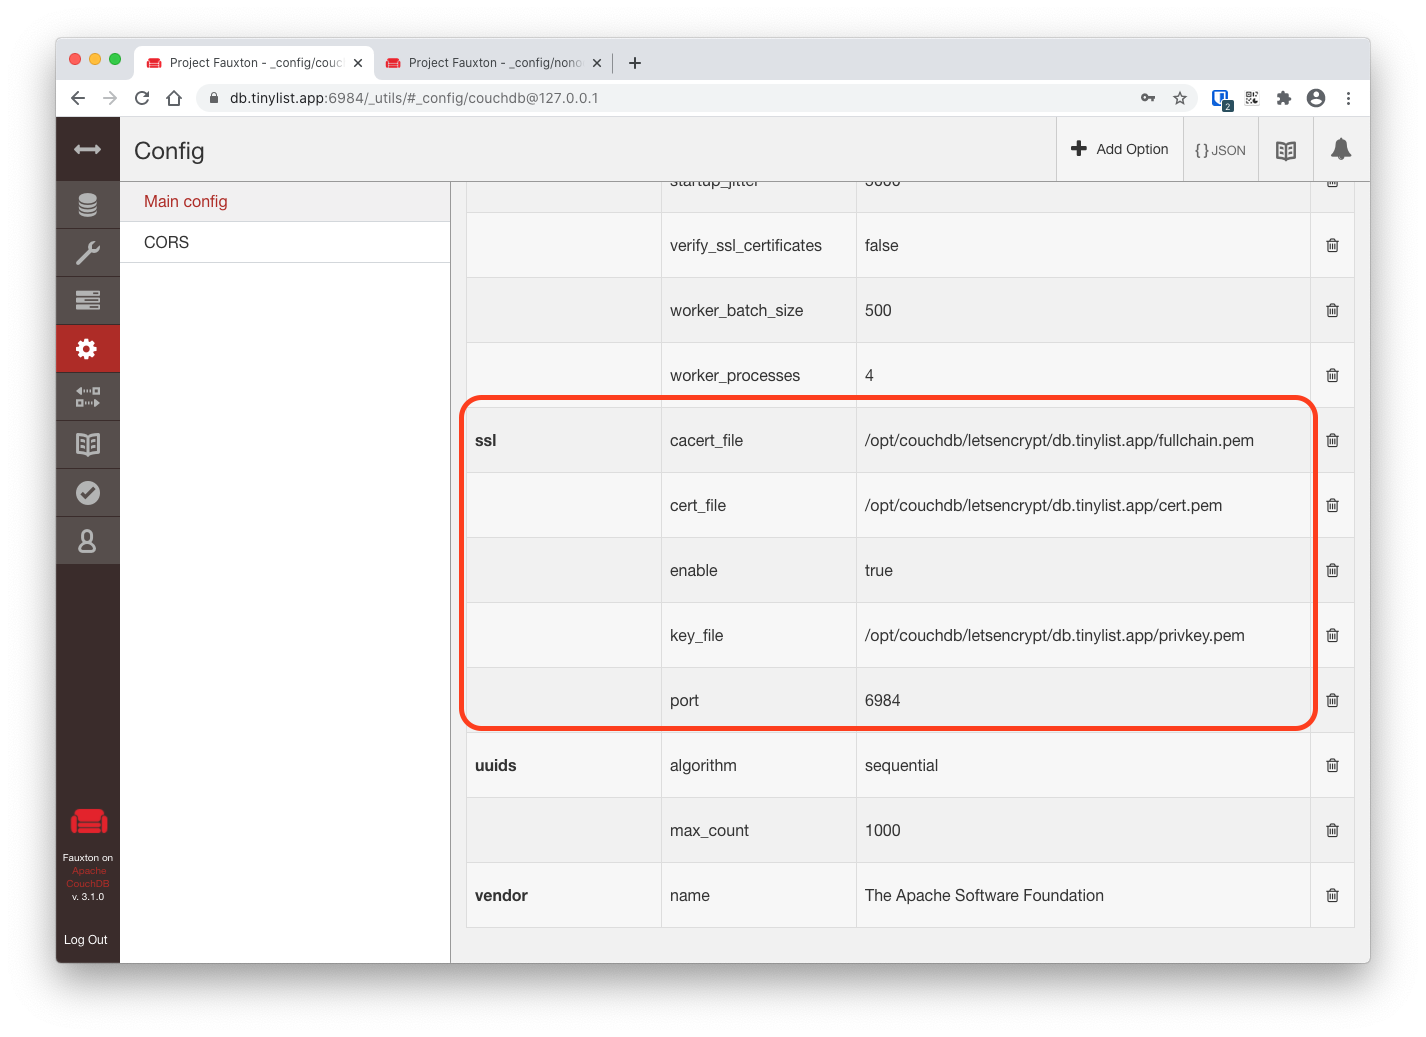 Project Fauxton - _config/couc
Project Fauxton - _config/nono
db.tinylist.app:6984/_utils/#_config/couchdb@127.0.0.1
2
Config
Add Option
{ } JSON
Main config
CORS
startup_jitter 5000
verify_ssl_certificates false
worker_batch_size 500
worker_processes 4
ssl cacert_file /opt/couchdb/letsencrypt/db.tinylist.app/fullchain.pem
cert_file /opt/couchdb/letsencrypt/db.tinylist.app/cert.pem
enable true
key_file /opt/couchdb/letsencrypt/db.tinylist.app/privkey.pem
port 6984
uuids algorithm sequential
max_count 1000
vendor name The Apache Software Foundation
Fauxton on
Apache
CouchDB
v. 3.1.0
Log Out